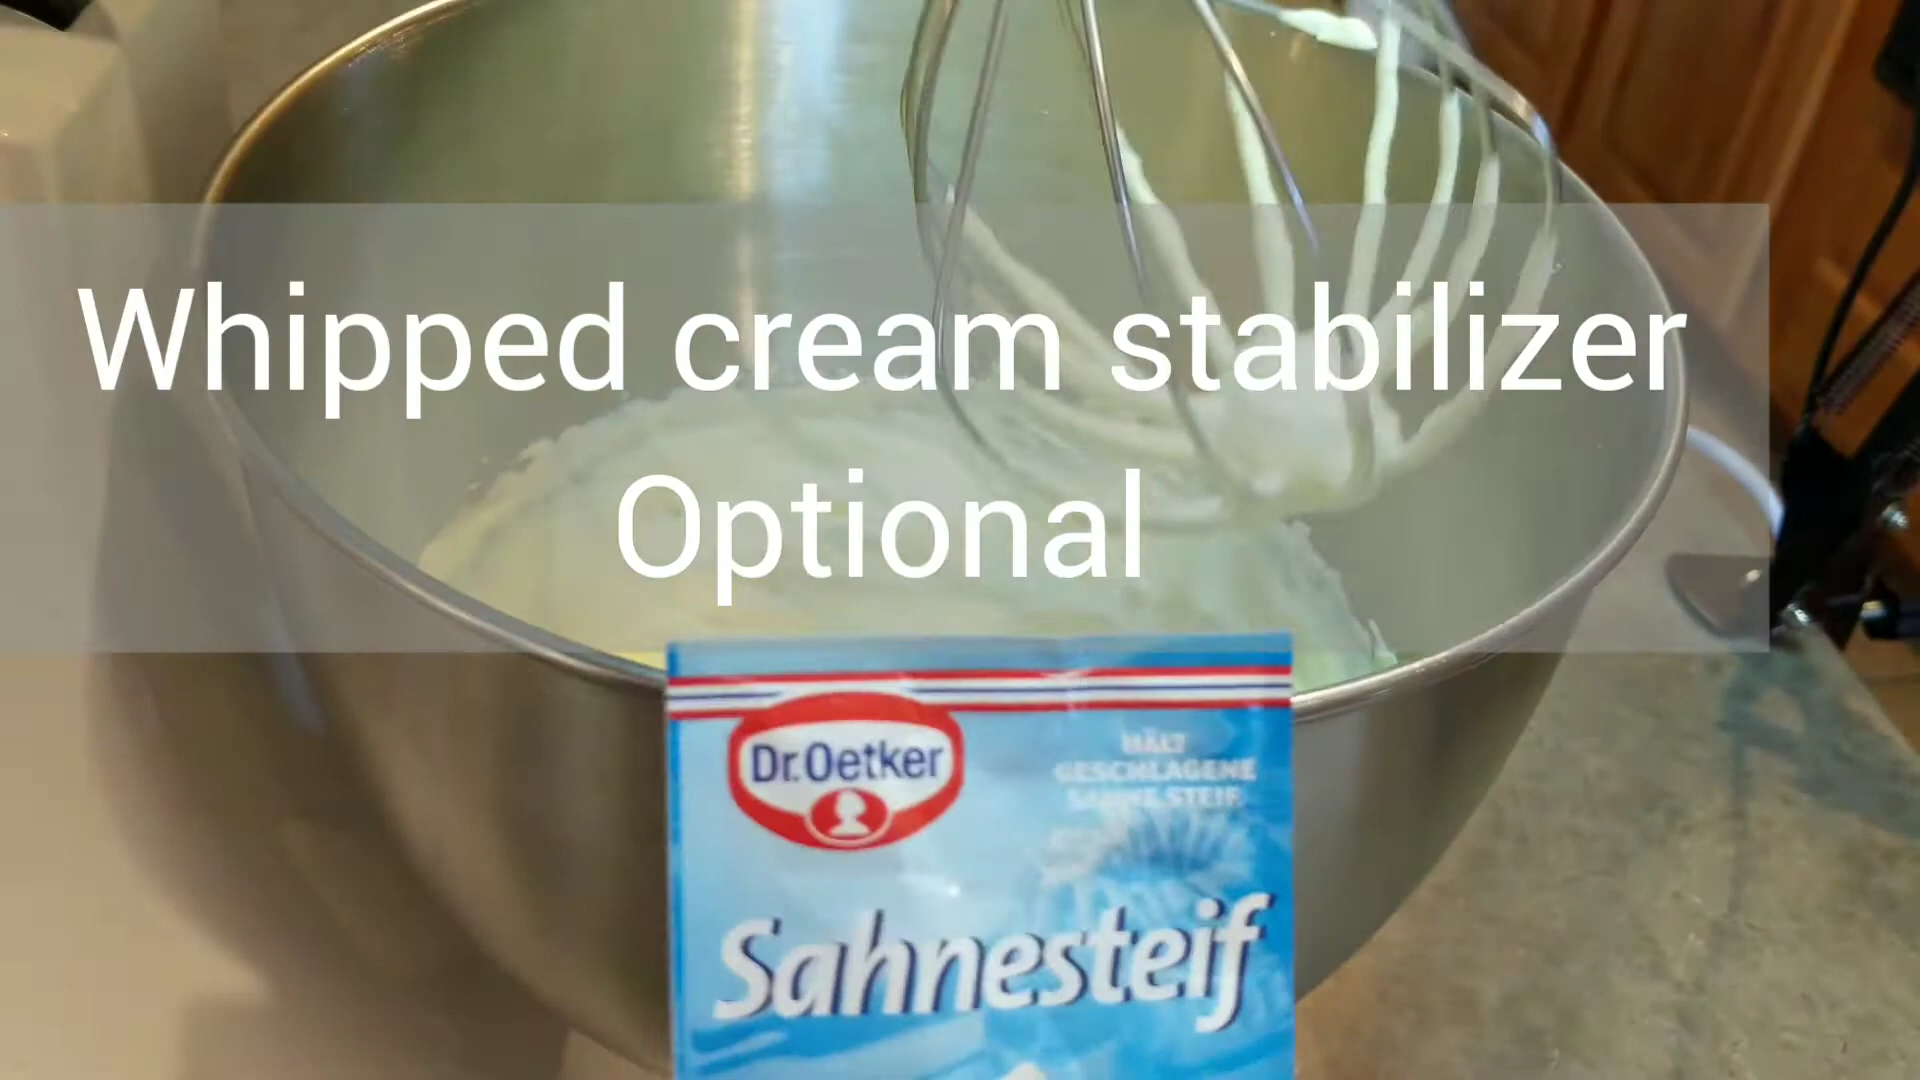 Whipped cream stabilizer
Optional
Dr.Oetker
HÄLT
GESCHLAGENE
SAHNE STEIF.
Sahnesteif